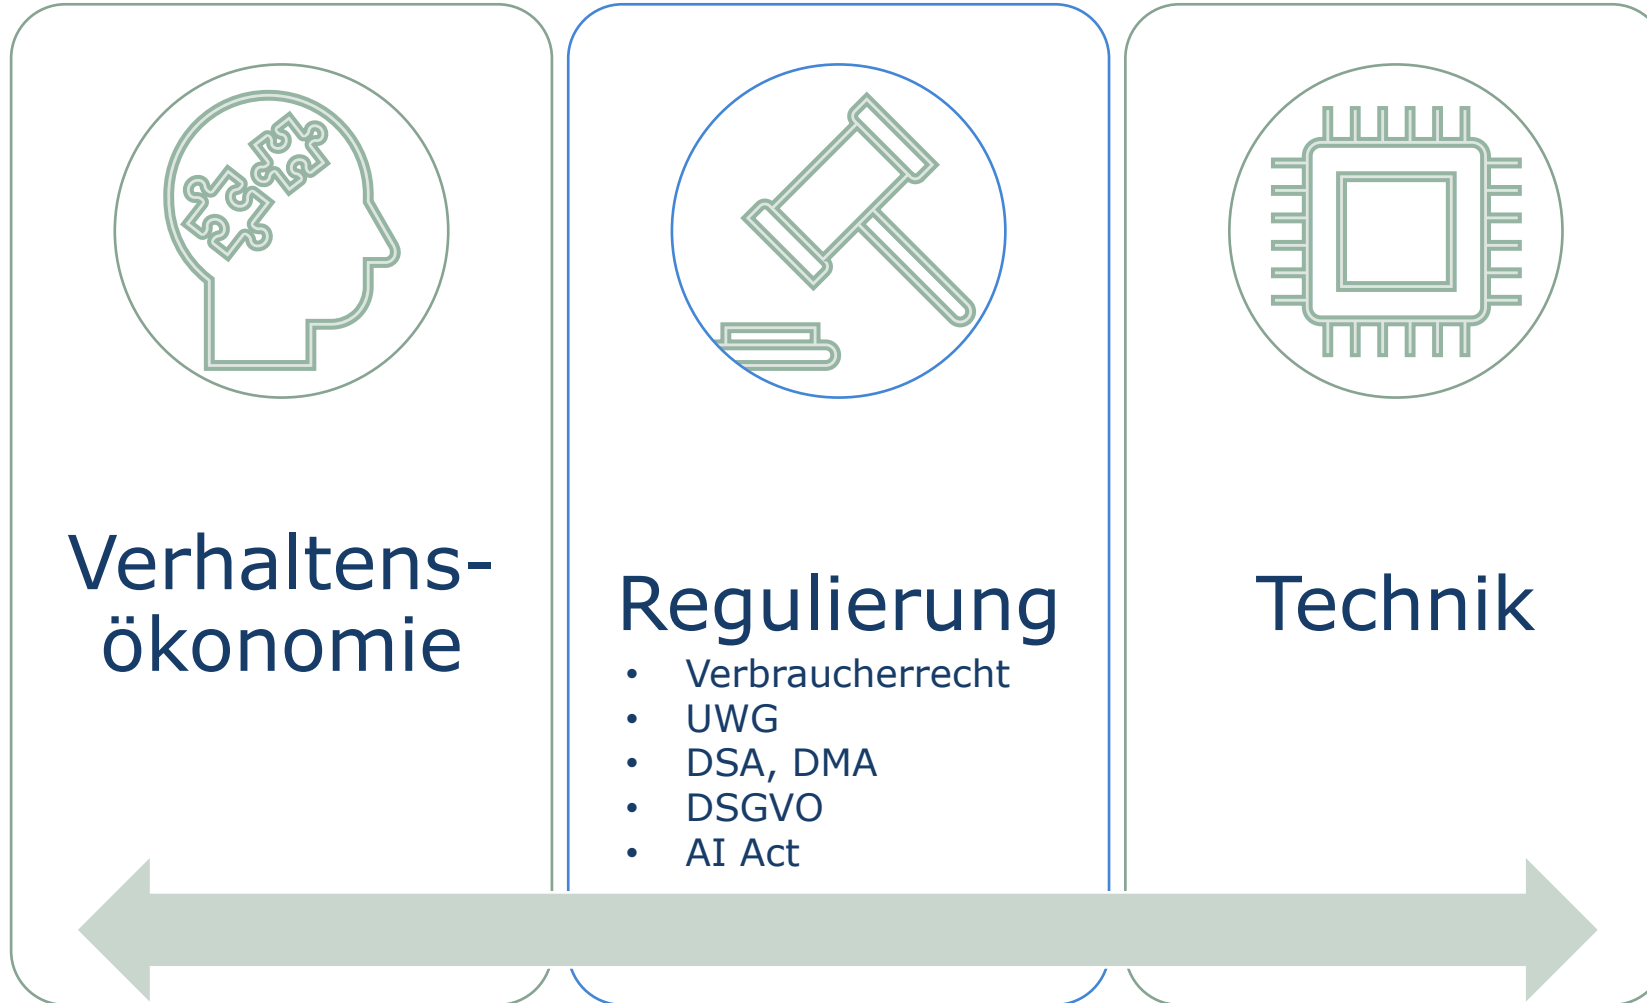 Verhaltens-
ökonomie
Regulierung
• Verbraucherrecht
• UWG
• DSA, DMA
• DSGVO
• AI Act
Technik